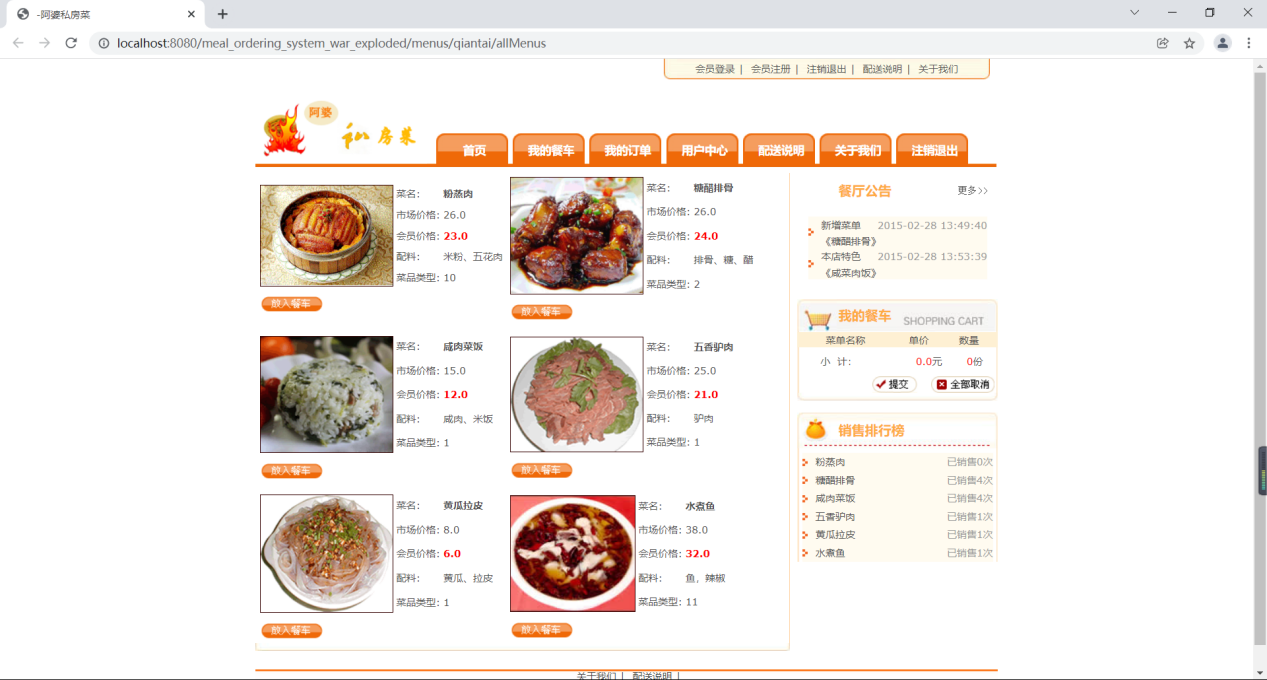 -阿婆私房菜
localhost:8080/meal_ordering_system_war_exploded/menus/qiantai/allMenus
会员登录 | 会员注册 | 注销退出 | 配送说明 | 关于我们
阿婆
私房菜
首页 我的餐车 我的订单 用户中心 配送说明 关于我们 注销退出
菜名: 粉蒸肉
市场价格: 26.0
会员价格: 23.0
配料: 米粉、五花肉
菜品类型: 10
放入餐车
菜名: 糖醋排骨
市场价格: 26.0
会员价格: 24.0
配料: 排骨、糖、醋
菜品类型: 2
放入餐车
菜名: 咸肉菜饭
市场价格: 15.0
会员价格: 12.0
配料: 咸肉、米饭
菜品类型: 1
放入餐车
菜名: 五香驴肉
市场价格: 25.0
会员价格: 21.0
配料: 驴肉
菜品类型: 1
放入餐车
菜名: 黄瓜拉皮
市场价格: 8.0
会员价格: 6.0
配料: 黄瓜、拉皮
菜品类型: 1
放入餐车
菜名: 水煮鱼
市场价格: 38.0
会员价格: 32.0
配料: 鱼，辣椒
菜品类型: 11
放入餐车
餐厅公告 更多>>
新增菜单 2015-02-28 13:49:40
《糖醋排骨》
本店特色 2015-02-28 13:53:39
《咸菜肉饭》
我的餐车 SHOPPING CART
菜单名称 单价 数量
小 计: 0.0元 0份
提交 全部取消
销售排行榜
粉蒸肉 已销售0次
糖醋排骨 已销售4次
咸肉菜饭 已销售4次
五香驴肉 已销售1次
黄瓜拉皮 已销售1次
水煮鱼 已销售1次
关于我们 | 配送说明 |